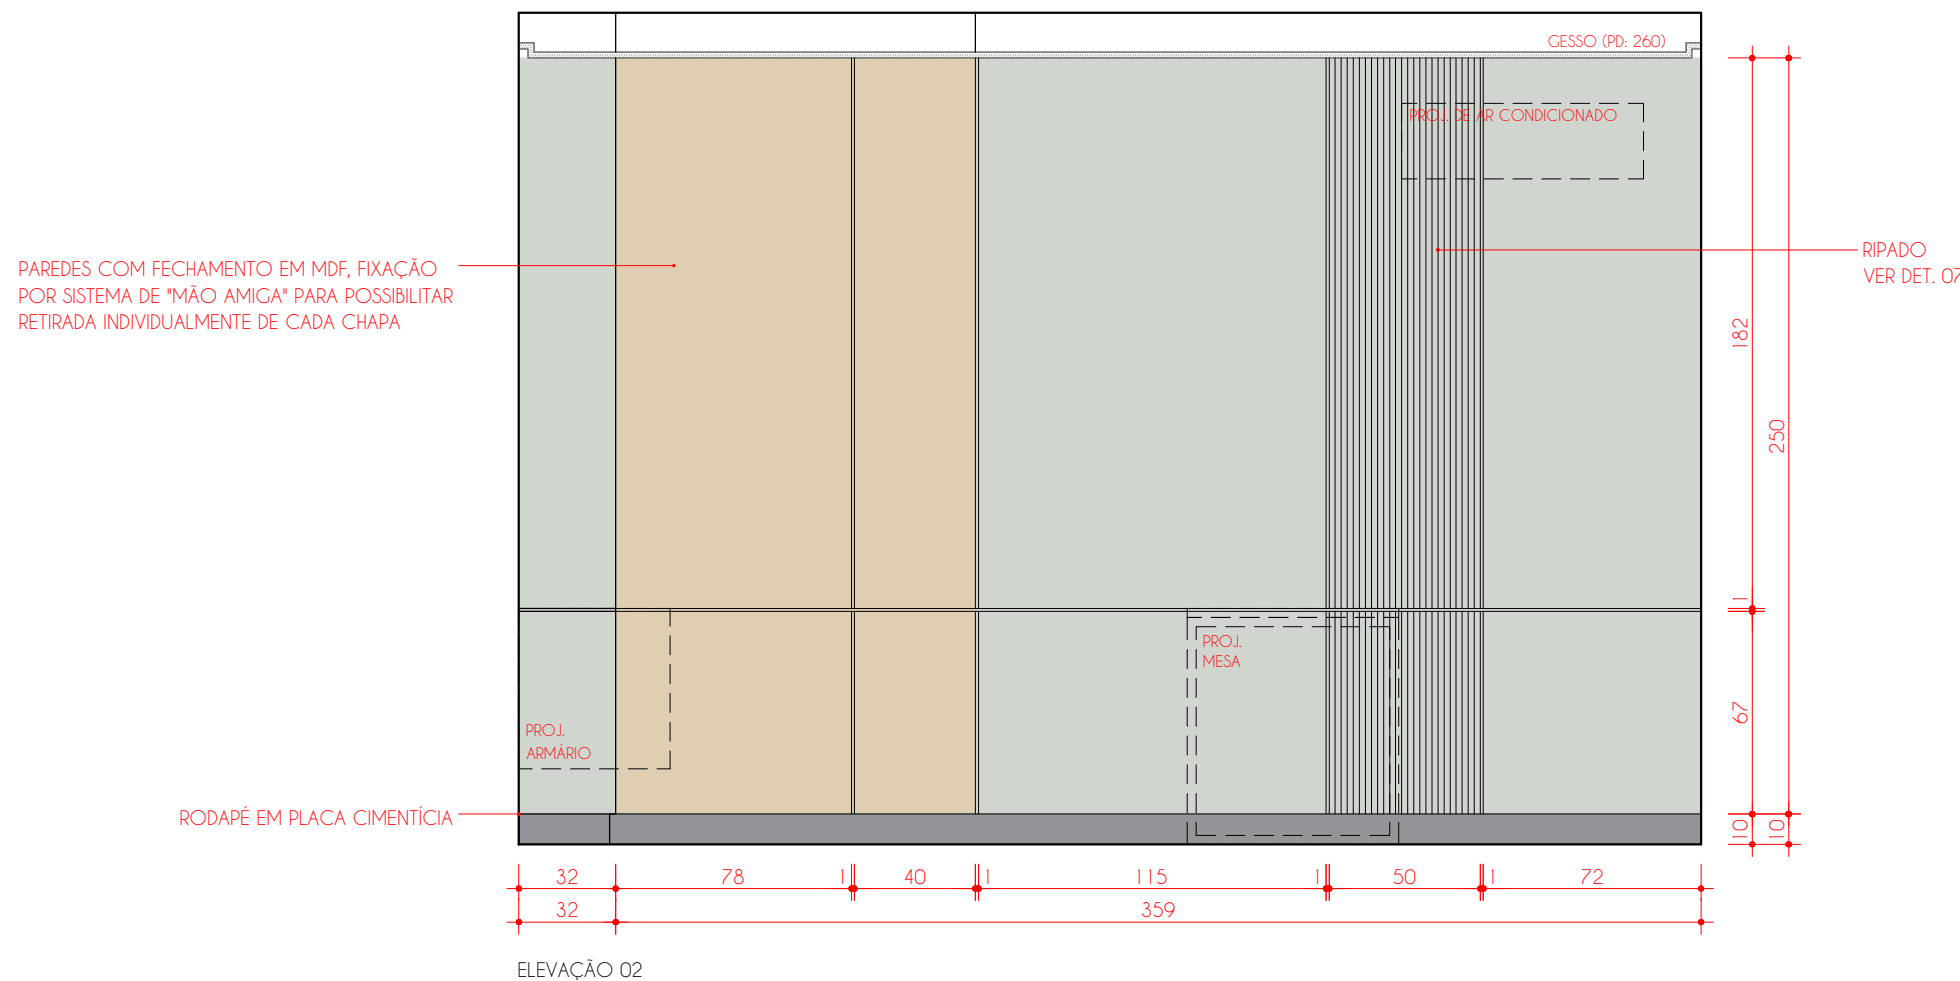 GESSO (PD: 260)
PROJ. DE AR CONDICIONADO
PAREDES COM FECHAMENTO EM MDF, FIXAÇÃO
POR SISTEMA DE "MÃO AMIGA" PARA POSSIBILITAR
RETIRADA INDIVIDUALMENTE DE CADA CHAPA
RIPADO
VER DET. 07
182
250
1
PROJ.
MESA
67
PROJ.
ARMÁRIO
RODAPÉ EM PLACA CIMENTÍCIA
10 10
32 78 1 40 1 115 1 50 1 72
32 359
ELEVAÇÃO 02